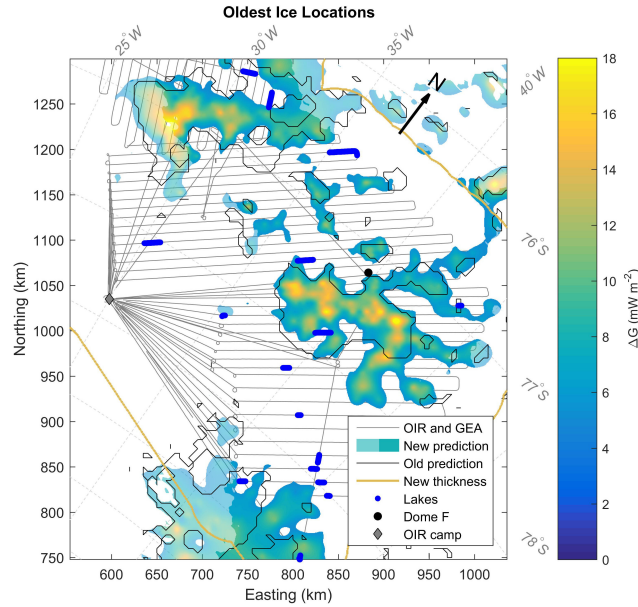 Oldest Ice Locations
25°W
30°W
35°W
40°W
76°S
77°S
78°S
N
1250
1200
1150
1100
1050
1000
950
900
850
800
750
Northing (km)
600
650
700
750
800
850
900
950
1000
Easting (km)
OIR and GEA
New prediction
Old prediction
New thickness
Lakes
Dome F
OIR camp
18
16
14
12
10
8
6
4
2
0
ΔG (mW m⁻²)